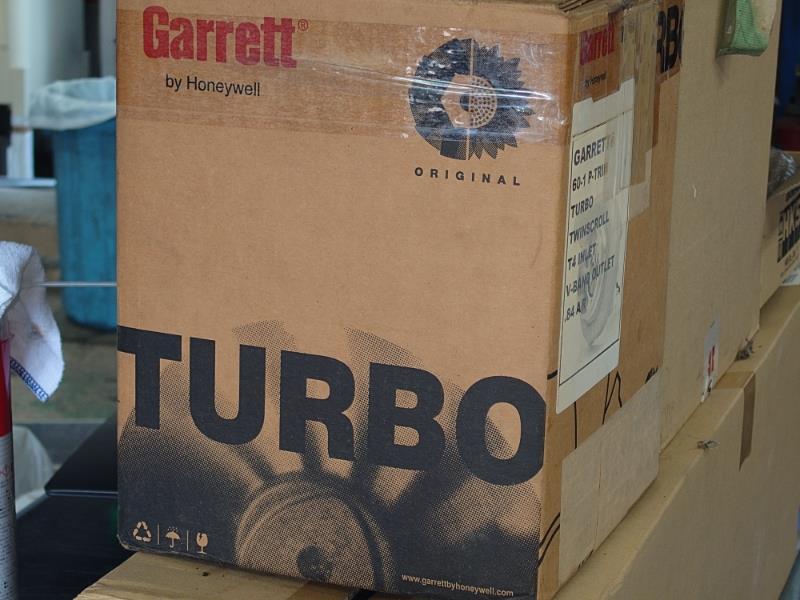 Garrett®
by Honeywell
ORIGINAL
TURBO
www.garrettbyhoneywell.com
Garrett
GARRETT
60-1 P-TRIM
TURBO
TWINSCROLL
T4 INLET
V-BAND OUTLET
.84 A/R